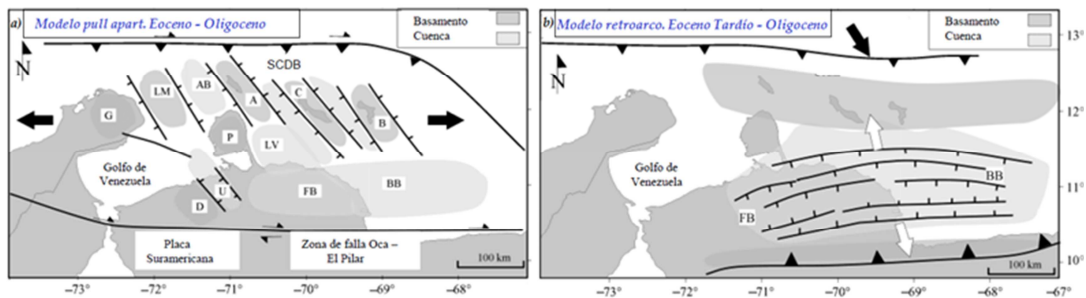 a) Modelo pull apart. Eoceno - Oligoceno
Basamento
Cuenca
N
SCDB
LM
AB
A
C
B
G
P
LV
Golfo de
Venezuela
U
D
FB
BB
Placa
Suramericana
Zona de falla Oca –
El Pilar
100 km
–73° –72° –71° –70° –69° –68°
b) Modelo retroarco. Eoceno Tardío - Oligoceno
Basamento
Cuenca
N
13°
12°
11°
10°
Golfo de
Venezuela
BB
FB
100 km
–73° –72° –71° –70° –69° –68° –67°